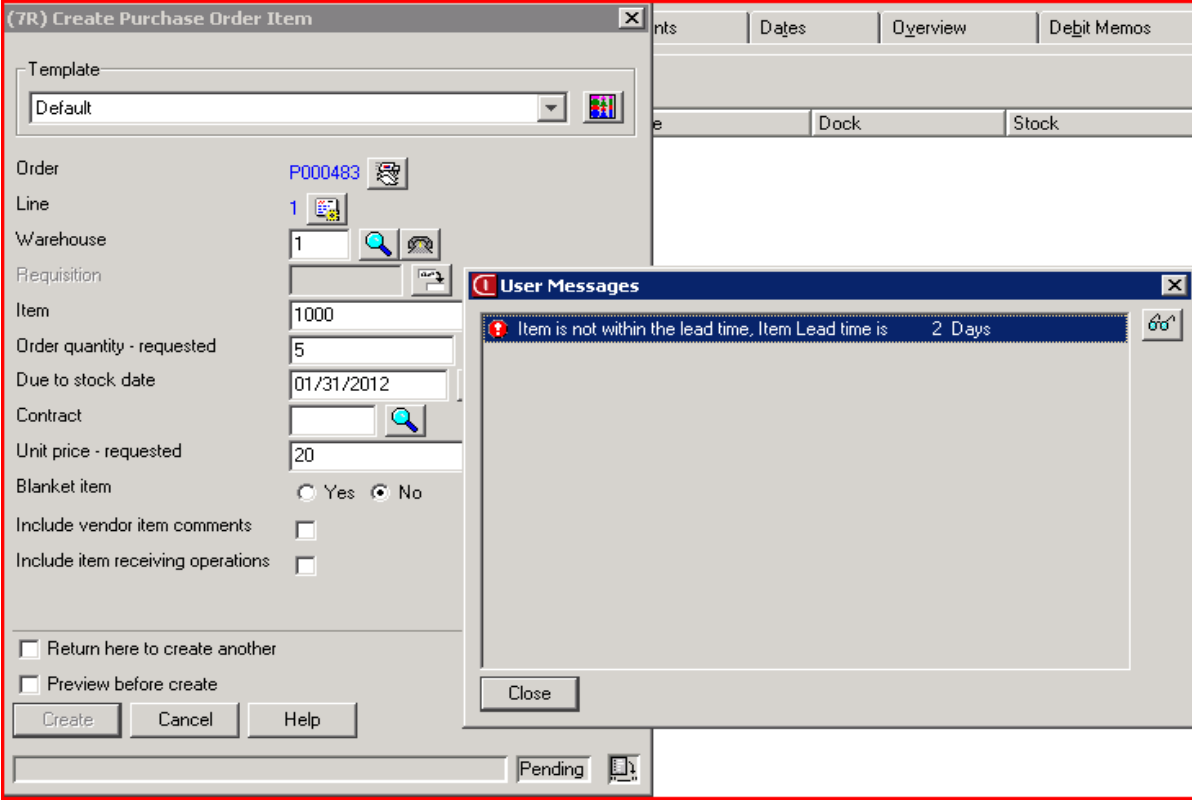 (7R) Create Purchase Order Item
nts Dates Overview Debit Memos
Template
Default
e Dock Stock
Order P000483
Line 1
Warehouse 1
Requisition
Item 1000
Order quantity - requested 5
Due to stock date 01/31/2012
Contract
Unit price - requested 20
Blanket item Yes No
Include vendor item comments
Include item receiving operations
Return here to create another
Preview before create
Create Cancel Help
Pending
User Messages
Item is not within the lead time, Item Lead time is 2 Days
Close